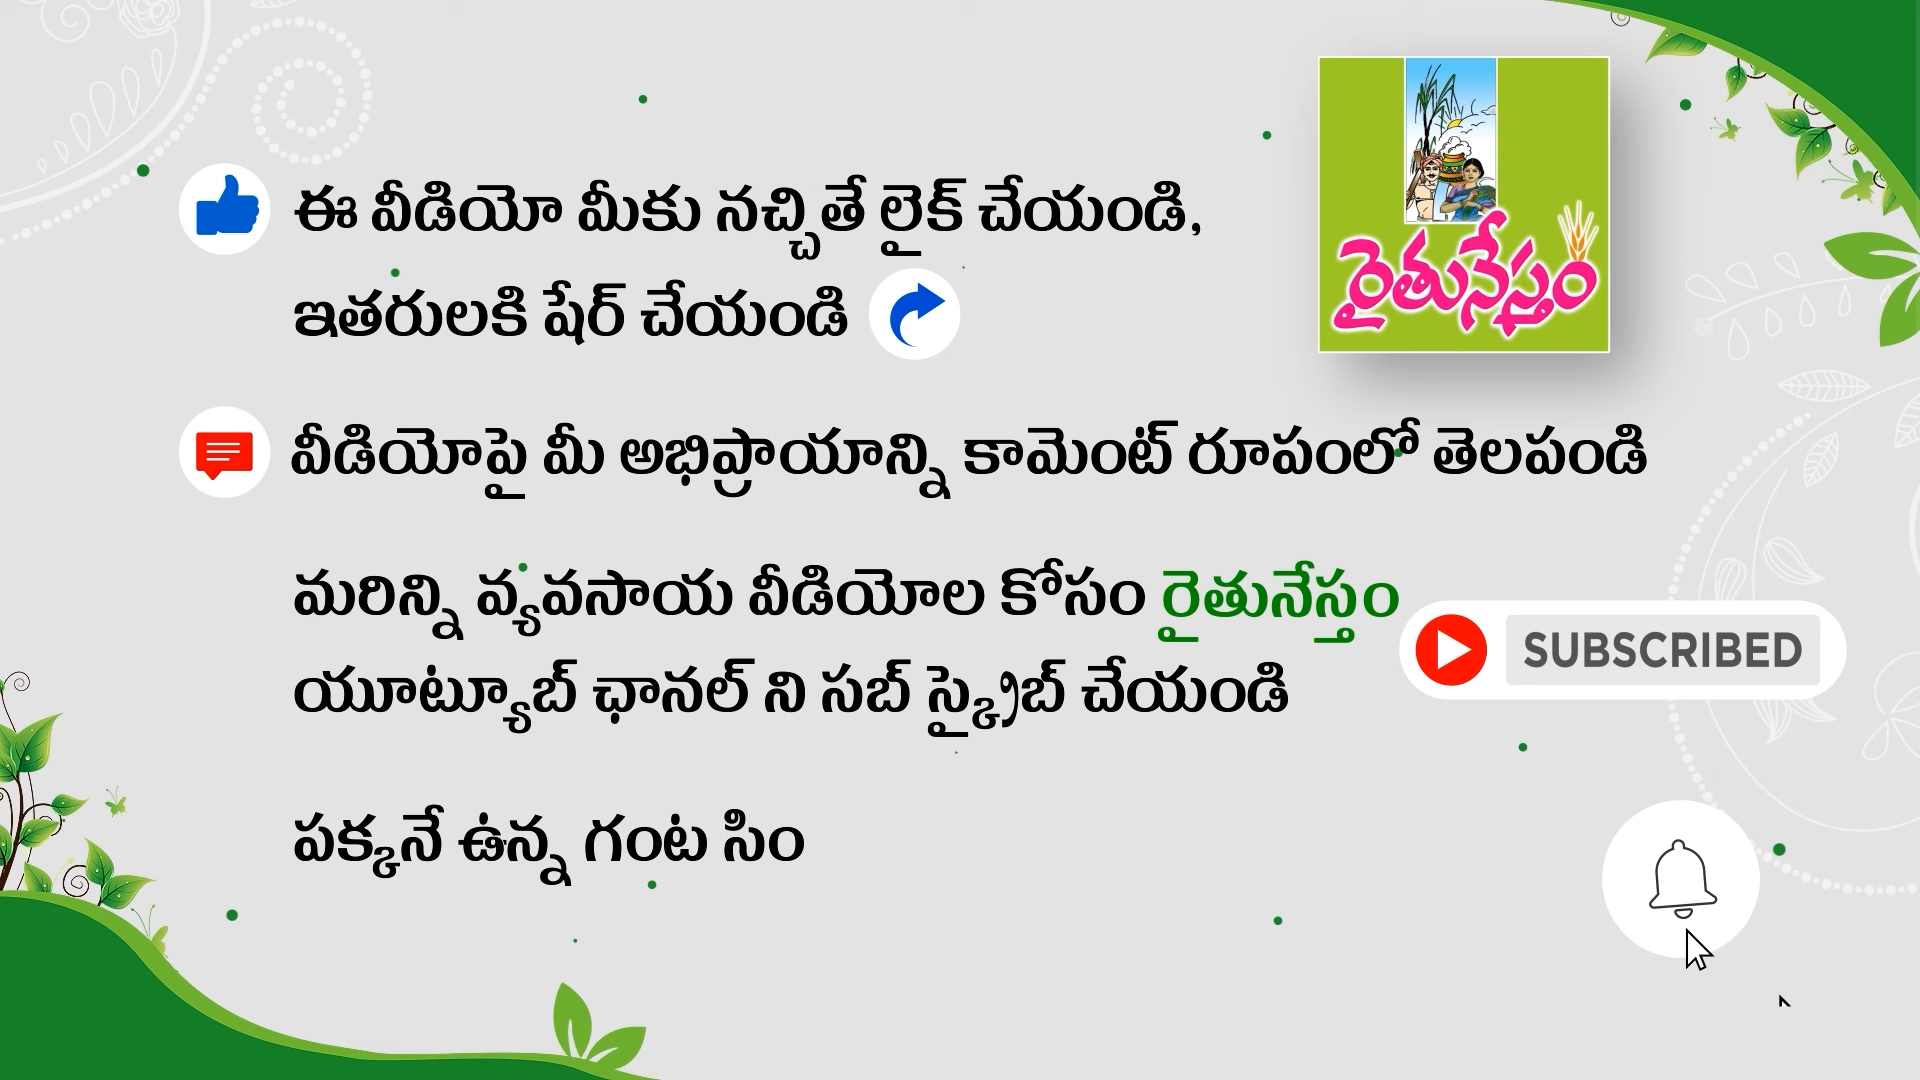 రైతునేస్తం
ఈ వీడియో మీకు నచ్చితే లైక్ చేయండి,
ఇతరులకి షేర్ చేయండి
వీడియోపై మీ అభిప్రాయాన్ని కామెంట్ రూపంలో తెలపండి
మరిన్ని వ్యవసాయ వీడియోల కోసం రైతునేస్తం
యూట్యూబ్ ఛానల్ ని సబ్ స్క్రైబ్ చేయండి
SUBSCRIBED
పక్కనే ఉన్న గంట సిం